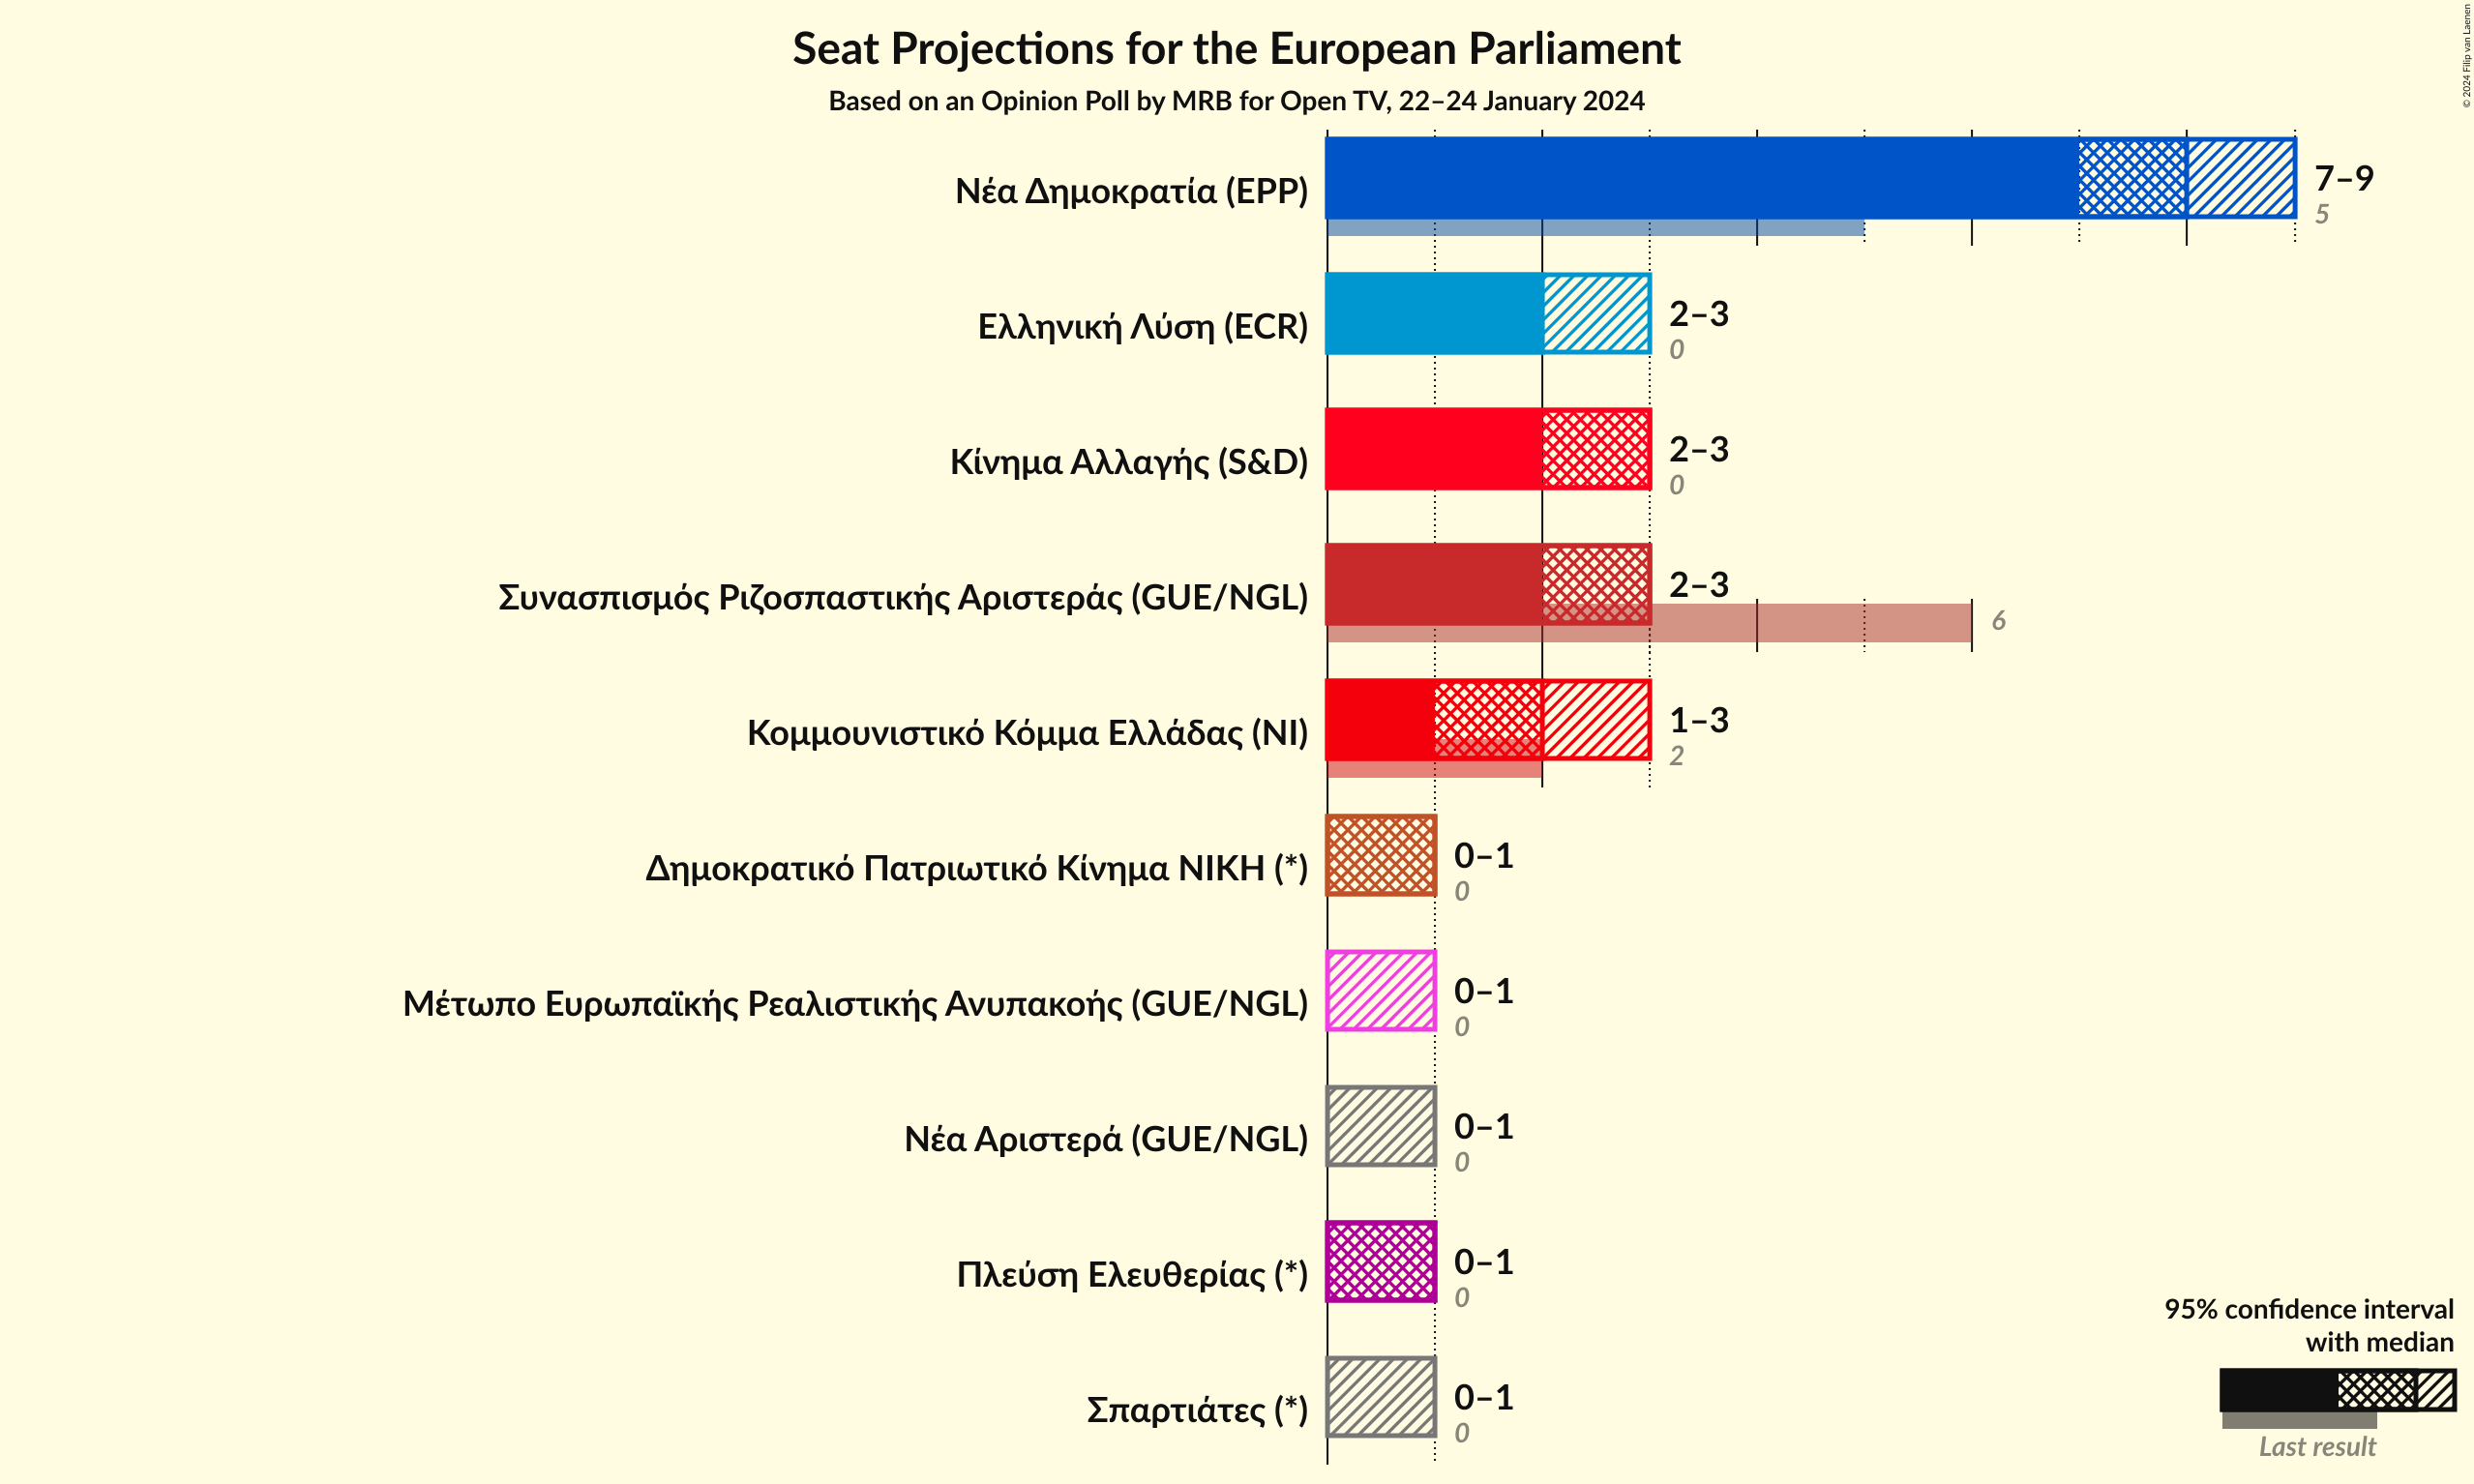 Seat Projections for the European Parliament
Based on an Opinion Poll by MRB for Open TV, 22–24 January 2024
© 2024 Filip van Laenen
Νέα Δημοκρατία (EPP)
7–9
5
Ελληνική Λύση (ECR)
2–3
0
Κίνημα Αλλαγής (S&D)
2–3
0
Συνασπισμός Ριζοσπαστικής Αριστεράς (GUE/NGL)
2–3
6
Κομμουνιστικό Κόμμα Ελλάδας (NI)
1–3
2
Δημοκρατικό Πατριωτικό Κίνημα ΝΙΚΗ (*)
0–1
0
Μέτωπο Ευρωπαϊκής Ρεαλιστικής Ανυπακοής (GUE/NGL)
0–1
0
Νέα Αριστερά (GUE/NGL)
0–1
0
Πλεύση Ελευθερίας (*)
0–1
0
Σπαρτιάτες (*)
0–1
0
95% confidence interval
with median
Last result